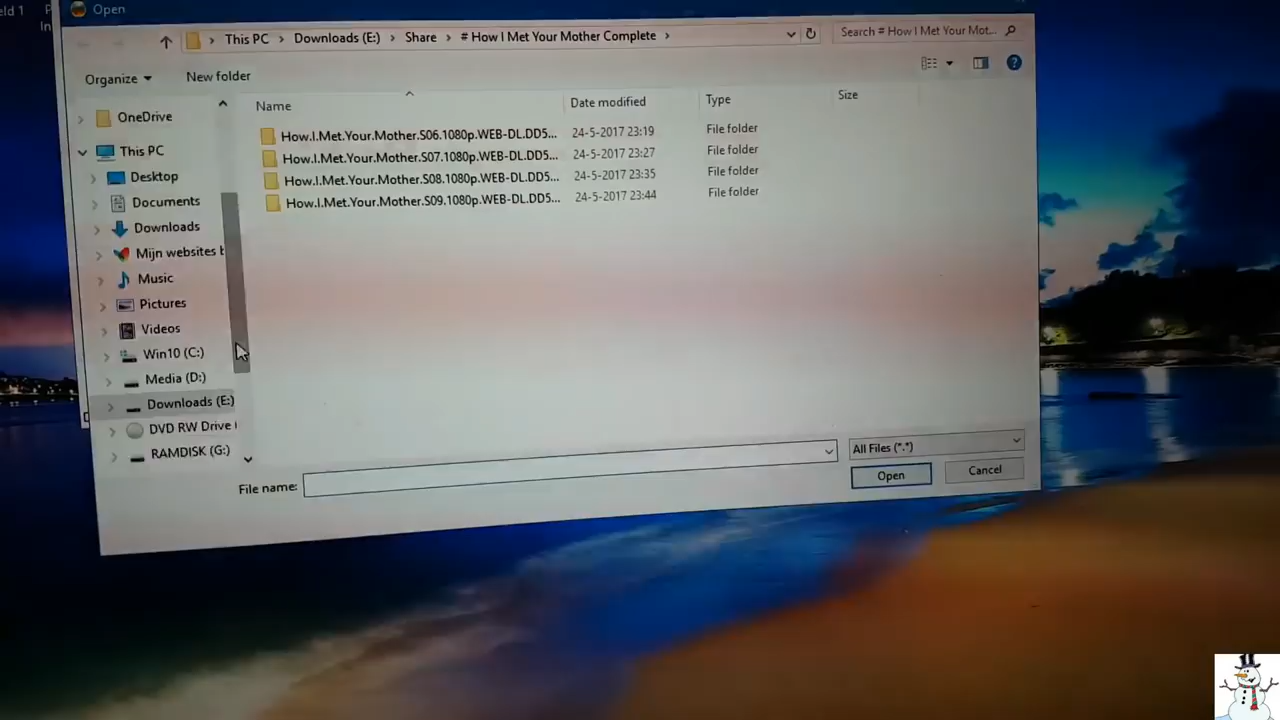 eld 1
Open
This PC > Downloads (E:) > Share > # How I Met Your Mother Complete >
Search # How I Met Your Mot...
Organize
New folder
Name
Date modified
Type
Size
How.I.Met.Your.Mother.S06.1080p.WEB-DL.DD5... 24-5-2017 23:19 File folder
How.I.Met.Your.Mother.S07.1080p.WEB-DL.DD5... 24-5-2017 23:27 File folder
How.I.Met.Your.Mother.S08.1080p.WEB-DL.DD5... 24-5-2017 23:35 File folder
How.I.Met.Your.Mother.S09.1080p.WEB-DL.DD5... 24-5-2017 23:44 File folder
OneDrive
This PC
Desktop
Documents
Downloads
Mijn websites
Music
Pictures
Videos
Win10 (C:)
Media (D:)
Downloads (E:)
DVD RW Drive
RAMDISK (G:)
File name:
All Files (*.*)
Open
Cancel